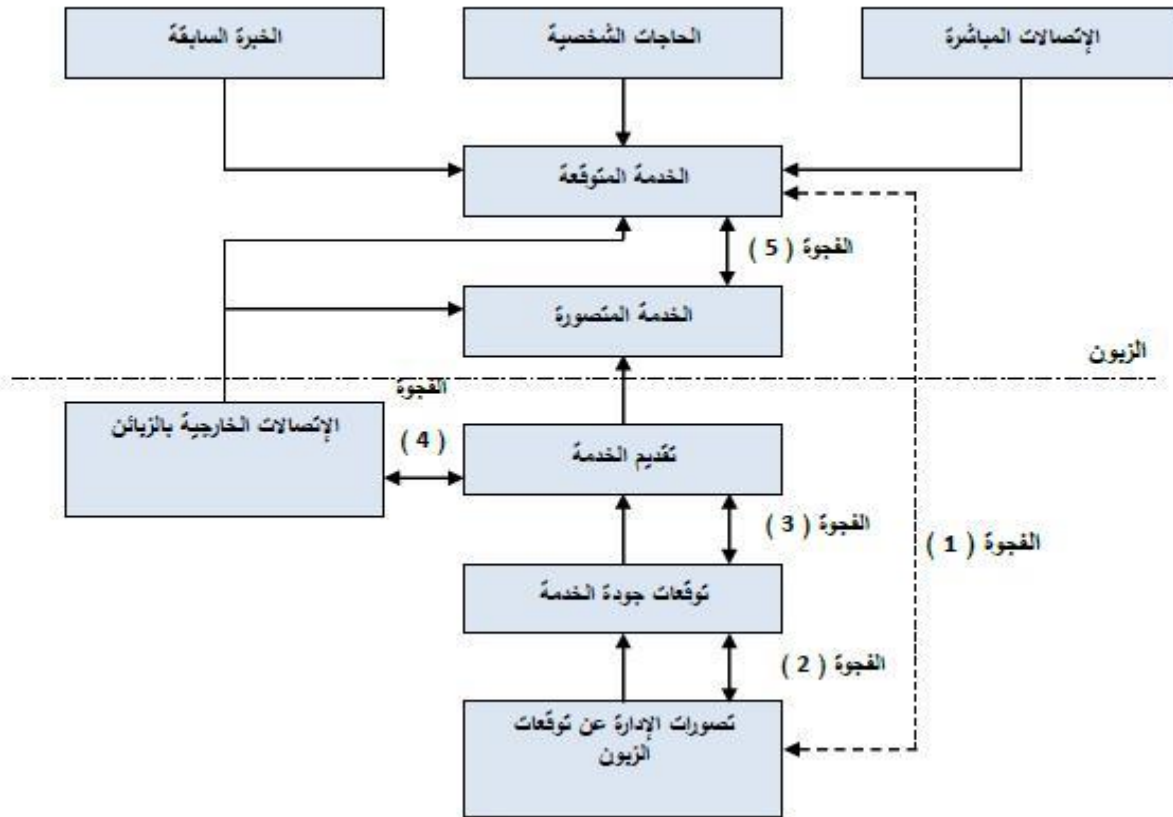 الإتصالات المباشرة
الحاجات الشخصية
الخبرة السابقة
الخدمة المتوقعة
الفجوة ( 5 )
الخدمة المتصورة
الزبون
الفجوة
( 4 )
الإتصالات الخارجية بالزبائن
تقديم الخدمة
الفجوة ( 3 )
الفجوة ( 1 )
توقعات جودة الخدمة
الفجوة ( 2 )
تصورات الإدارة عن توقعات
الزبون